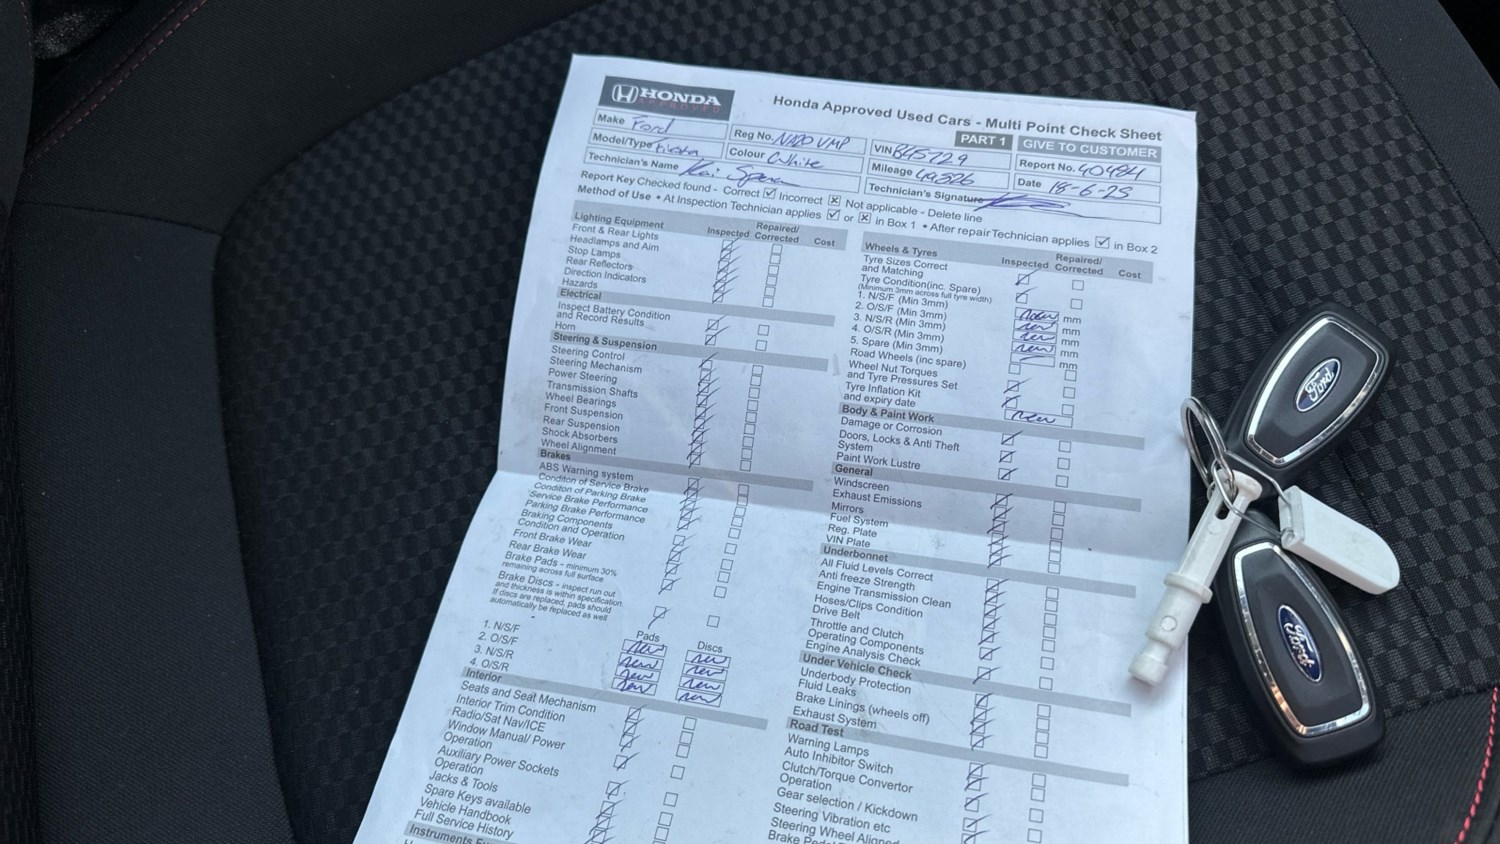 HONDA
APPROVED
Honda Approved Used Cars - Multi Point Check Sheet
PART 1 GIVE TO CUSTOMER
Make Ford
Reg No.
VIN B45729
Report No. 40484
Model/Type Fiesta
Colour White
Mileage 49526
Date 18-6-25
Technician's Name Kai
Technician's Signature
Report Key Checked found - Correct ☑ Incorrect ☒ Not applicable - Delete line
Method of Use • At Inspection Technician applies ☑ or ☒ in Box 1 • After repair Technician applies ☑ in Box 2
Lighting Equipment Inspected Repaired/Corrected Cost
Front & Rear Lights
Headlamps and Aim
Stop Lamps
Rear Reflectors
Direction Indicators
Hazards
Electrical
Inspect Battery Condition
and Record Results
Horn
Steering & Suspension
Steering Control
Steering Mechanism
Power Steering
Transmission Shafts
Wheel Bearings
Front Suspension
Rear Suspension
Shock Absorbers
Wheel Alignment
Brakes
ABS Warning system
Conditon of Service Brake
Conditon of Parking Brake
Service Brake Performance
Parking Brake Performance
Braking Components
Condition and Operation
Front Brake Wear
Rear Brake Wear
Brake Pads - minimum 30%
remaining across full surface
Brake Discs - inspect run out
and thickness is within specification.
If discs are replaced, pads should
automatically be replaced as well
Pads Discs
1. N/S/F new new
2. O/S/F new new
3. N/S/R new new
4. O/S/R new new
Interior
Seats and Seat Mechanism
Interior Trim Condition
Radio/Sat Nav/ICE
Window Manual/ Power
Operation
Auxiliary Power Sockets
Operation
Jacks & Tools
Spare Keys available
Vehicle Handbook
Full Service History
Wheels & Tyres Inspected Repaired/Corrected Cost
Tyre Sizes Correct
and Matching
Tyre Condition(inc. Spare)
(Minimum 3mm across full tyre width)
1. N/S/F (Min 3mm) new mm
2. O/S/F (Min 3mm) new mm
3. N/S/R (Min 3mm) new mm
4. O/S/R (Min 3mm) new mm
5. Spare (Min 3mm) mm
Road Wheels (inc spare)
Wheel Nut Torques
and Tyre Pressures Set
Tyre Inflation Kit
and expiry date new
Body & Paint Work
Damage or Corrosion
Doors, Locks & Anti Theft
System
Paint Work Lustre
General
Windscreen
Exhaust Emissions
Mirrors
Fuel System
Reg. Plate
VIN Plate
Underbonnet
All Fluid Levels Correct
Anti freeze Strength
Engine Transmission Clean
Hoses/Clips Condition
Drive Belt
Throttle and Clutch
Operating Components
Engine Analysis Check
Under Vehicle Check
Underbody Protection
Fluid Leaks
Brake Linings (wheels off)
Exhaust System
Road Test
Warning Lamps
Auto Inhibitor Switch
Clutch/Torque Convertor
Operation
Gear selection / Kickdown
Steering Vibration etc
Steering Wheel Aligned
Ford
Ford